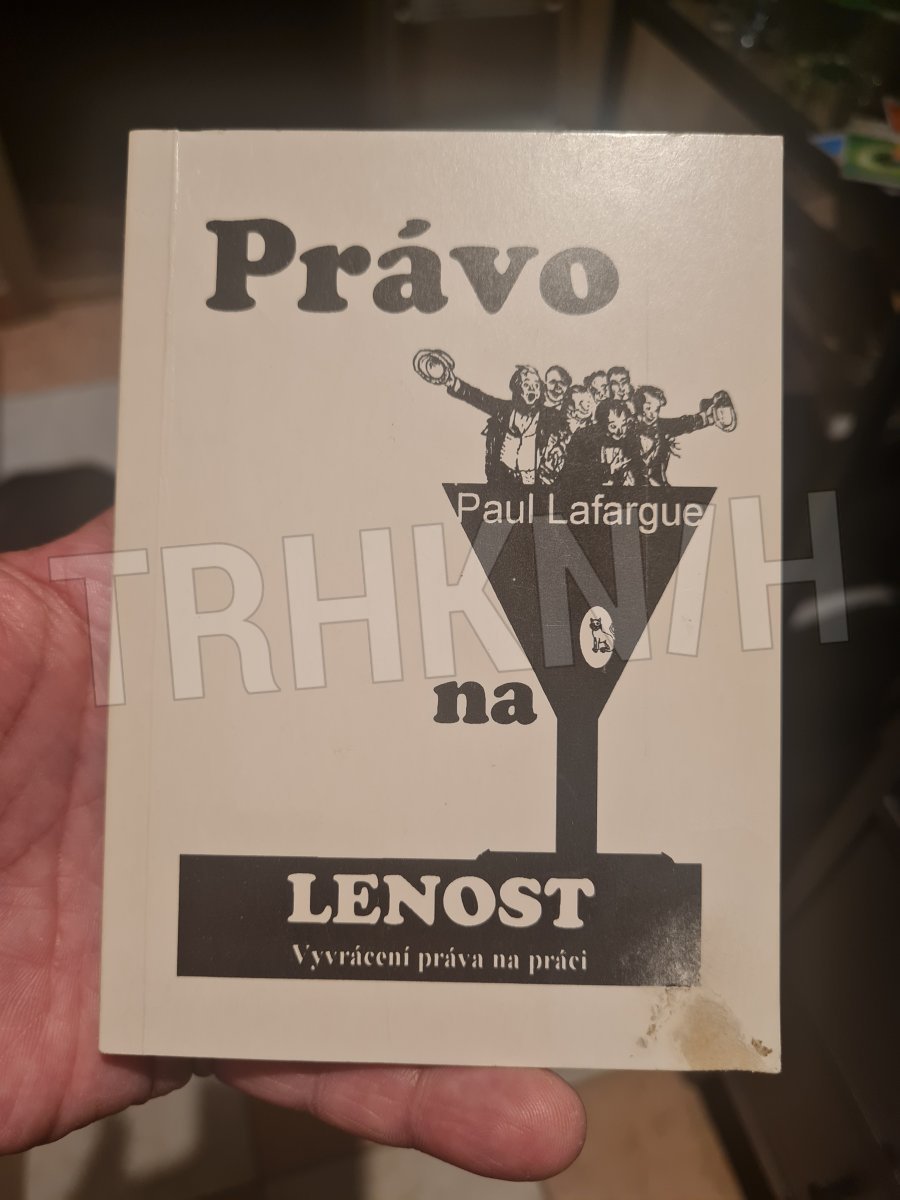 Právo
Paul Lafargue
TRHKNIH
na
LENOST
Vyvrácení práva na práci